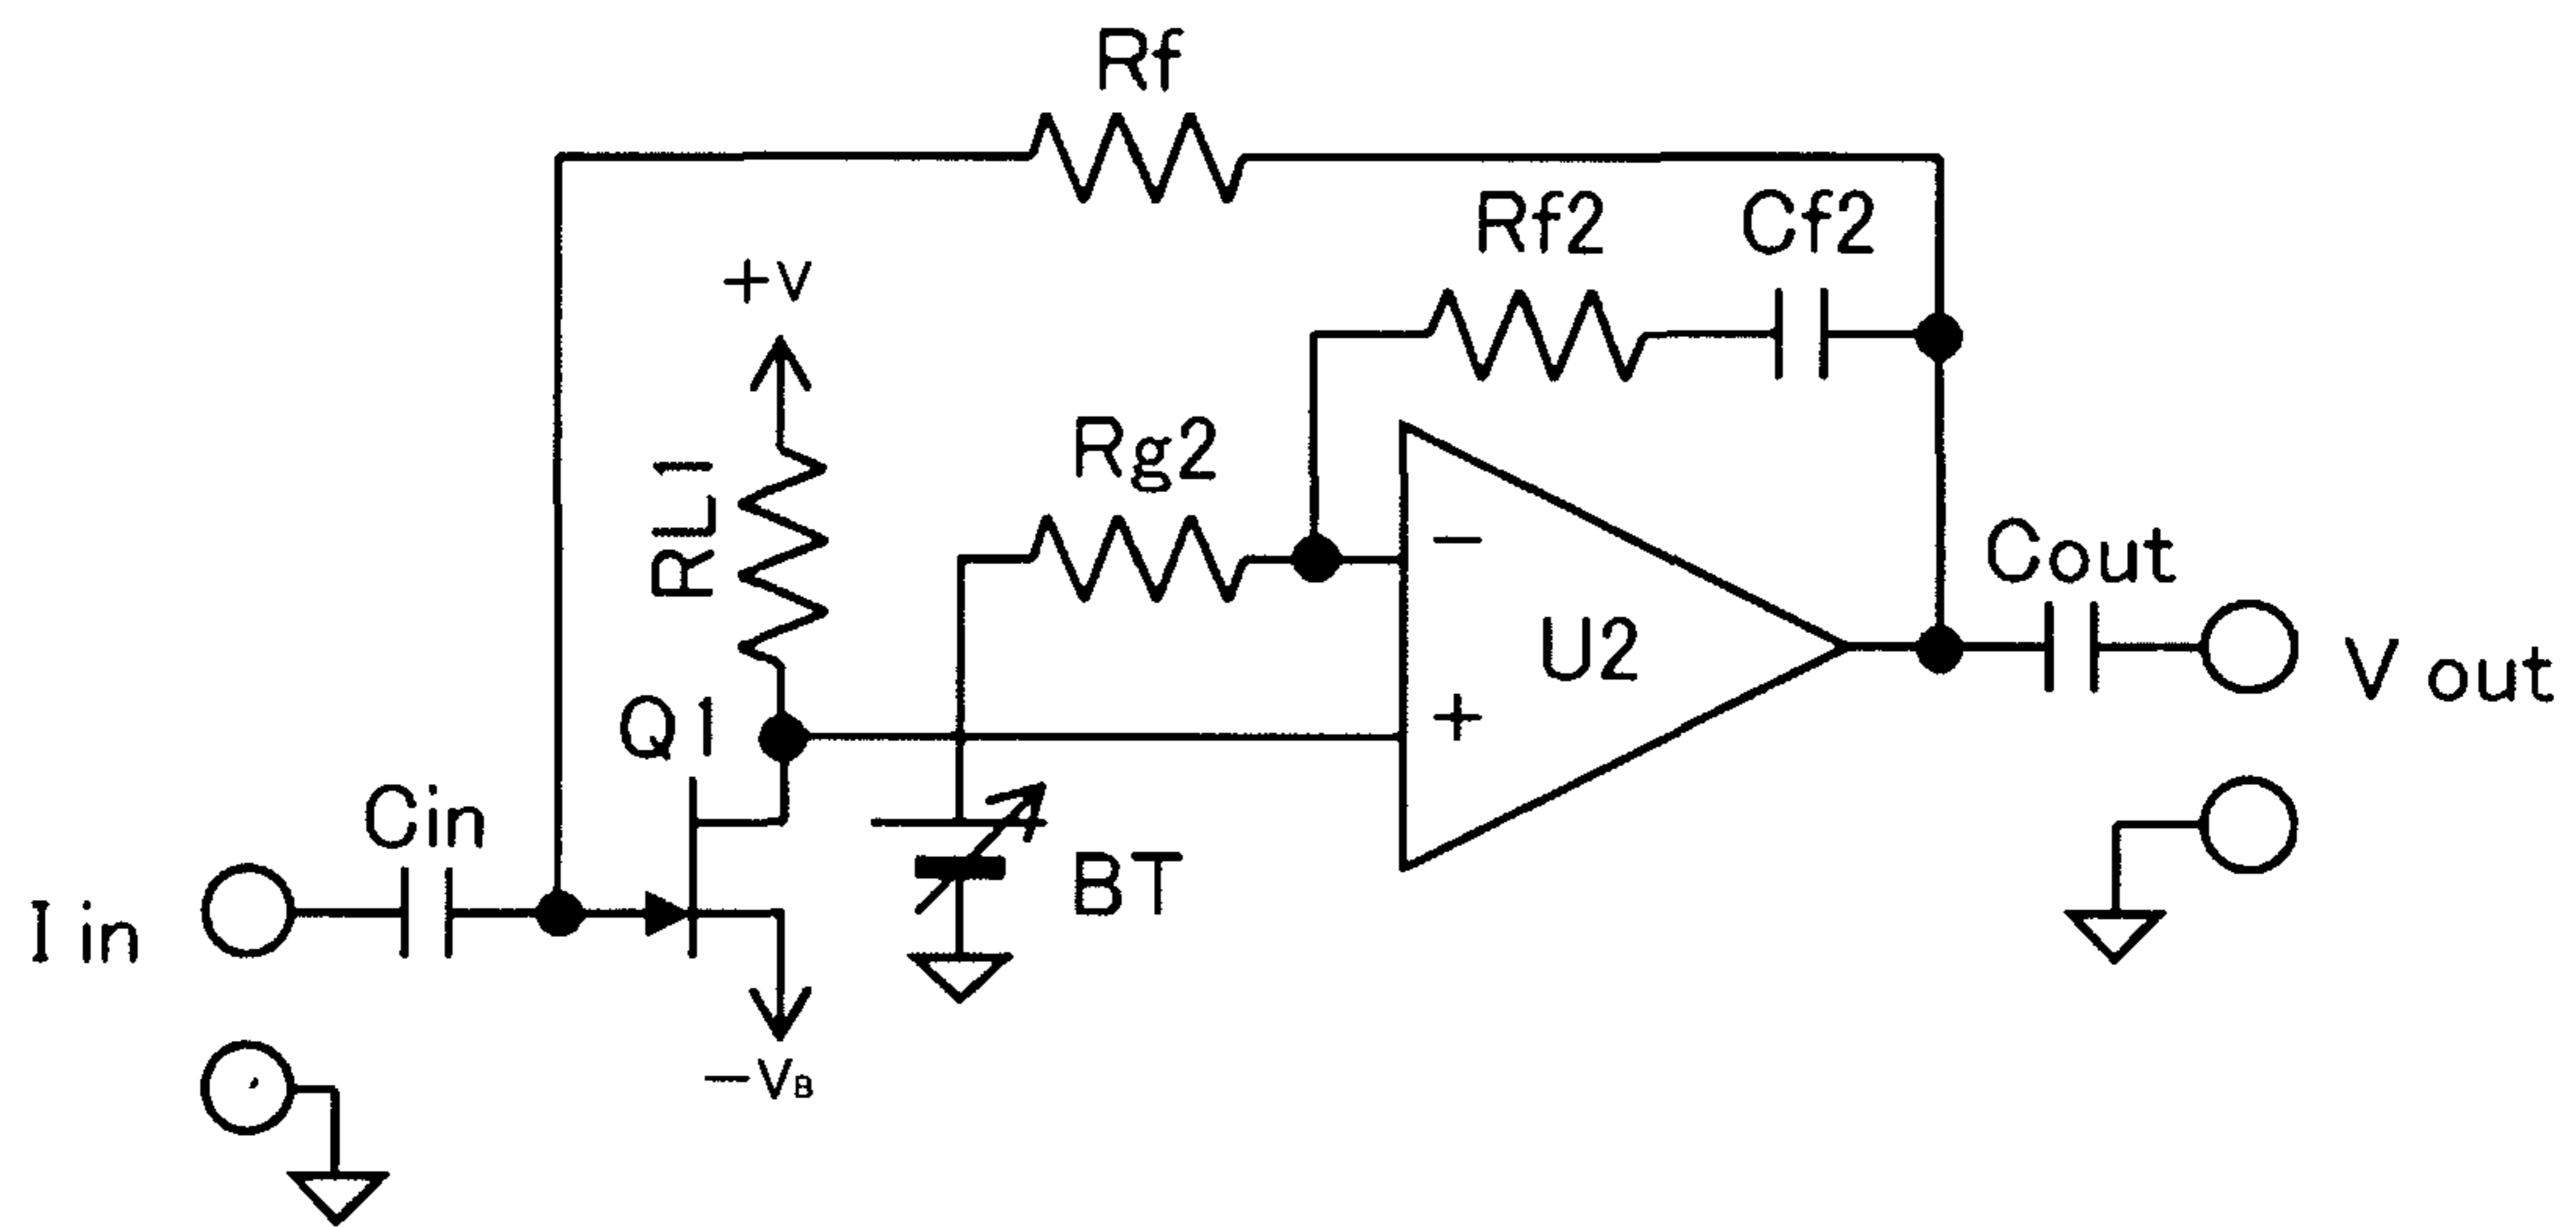 Rf
Rf2
Cf2
+V
Rg2
RL1
Cout
U2
V out
Q1
Cin
−
+
BT
I in
−VB